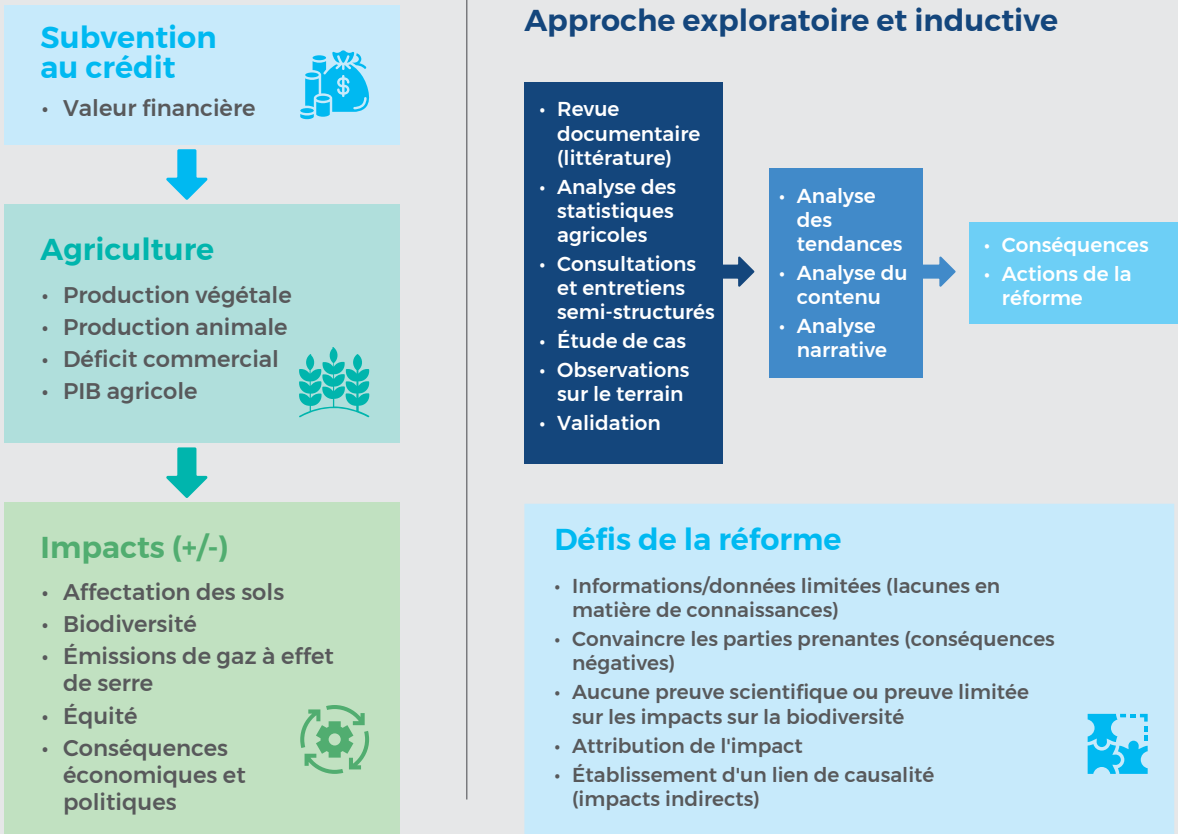 Subvention
au crédit
• Valeur financière
$
Agriculture
• Production végétale
• Production animale
• Déficit commercial
• PIB agricole
Impacts (+/-)
• Affectation des sols
• Biodiversité
• Émissions de gaz à effet
de serre
• Équité
• Conséquences
économiques et
politiques
Approche exploratoire et inductive
• Revue
documentaire
(littérature)
• Analyse des
statistiques
agricoles
• Consultations
et entretiens
semi-structurés
• Étude de cas
• Observations
sur le terrain
• Validation
• Analyse
des
tendances
• Analyse du
contenu
• Analyse
narrative
• Conséquences
• Actions de la
réforme
Défis de la réforme
• Informations/données limitées (lacunes en
matière de connaissances)
• Convaincre les parties prenantes (conséquences
négatives)
• Aucune preuve scientifique ou preuve limitée
sur les impacts sur la biodiversité
• Attribution de l'impact
• Établissement d'un lien de causalité
(impacts indirects)